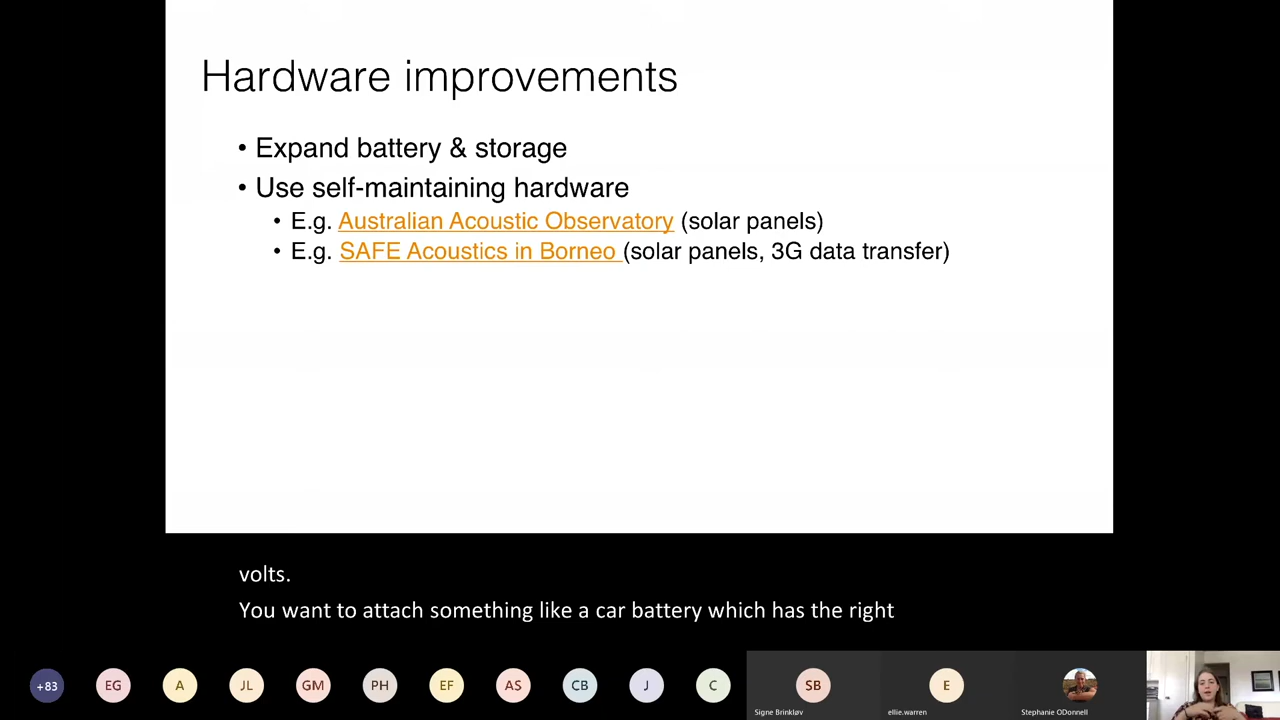 Hardware improvements
• Expand battery & storage
• Use self-maintaining hardware
• E.g. Australian Acoustic Observatory (solar panels)
• E.g. SAFE Acoustics in Borneo (solar panels, 3G data transfer)
volts.
You want to attach something like a car battery which has the right
+83 EG A JL GM PH EF AS CB J C SB E
Signe Brinkløv ellie.warren Stephanie ODonnell